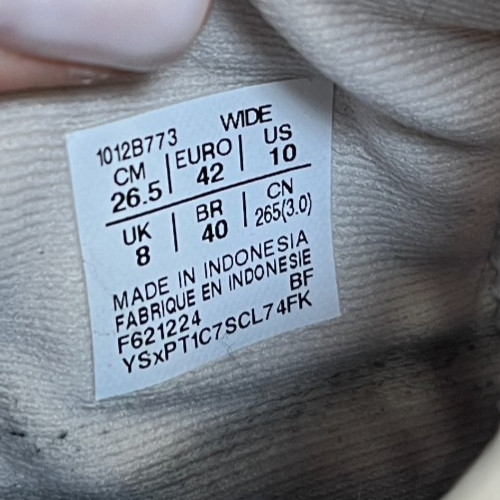 1012B773 WIDE
CM EURO US
26.5 42 10
UK BR CN
8 40 265(3.0)
MADE IN INDONESIA
FABRIQUE EN INDONESIE
F621224 BF
YSxPT1C7SCL74FK